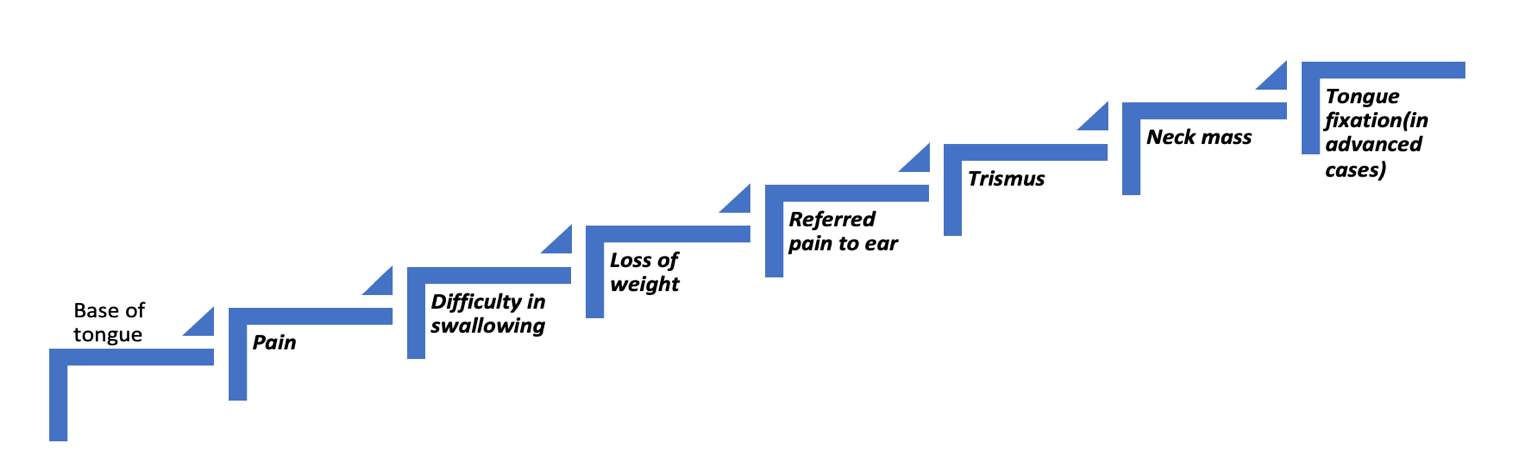 Base of
tongue
Pain
Difficulty in
swallowing
Loss of
weight
Referred
pain to ear
Trismus
Neck mass
Tongue
fixation(in
advanced
cases)